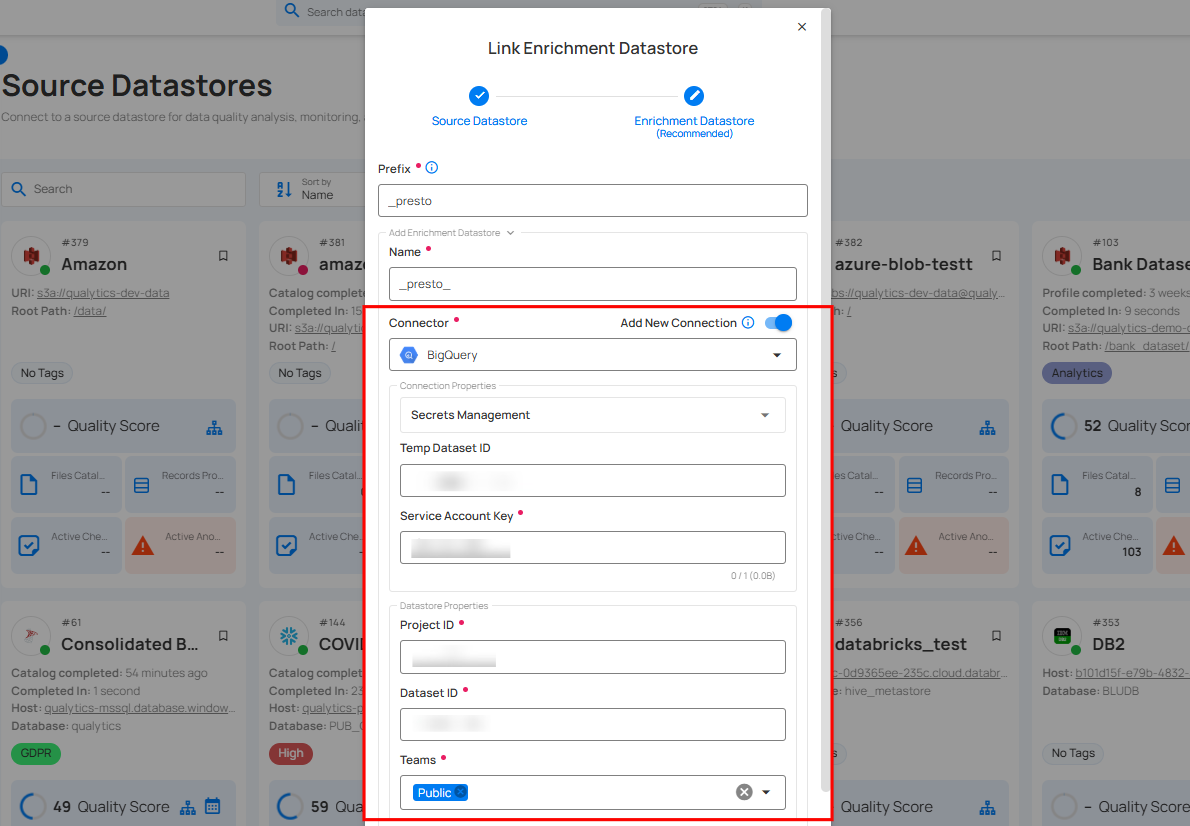 Search data
Link Enrichment Datastore
Source Datastore
Enrichment Datastore
(Recommended)
Prefix
_presto
Add Enrichment Datastore
Name
_presto_
Connector
Add New Connection
BigQuery
Connection Properties
Secrets Management
Temp Dataset ID
Service Account Key
0 / 1 (0.0B)
Datastore Properties
Project ID
Dataset ID
Teams
Public
Source Datastores
Connect to a source datastore for data quality analysis, monitoring,
Search
Sort by
Name
#379
Amazon
URI: s3a://qualytics-dev-data
Root Path: /data/
No Tags
– Quality Score
Files Catal...
--
Records Pro...
--
Active Che...
--
Active Ano...
--
#381
amaz
Catalog complet
Completed In: 15
URI: s3a://qualyti
Root Path: /
No Tags
– Quali
Files Catal
Active Che
#382
azure-blob-testt
os://qualytics-dev-data@qualy...
h: /
Quality Score
--
Records Pro...
--
ctive Che...
--
Active Ano...
--
#103
Bank Datase
Profile completed: 3 weeks
Completed In: 9 seconds
URI: s3a://qualytics-demo-
Root Path: /bank_dataset/
Analytics
52 Quality Scor
Files Catal...
8
Active Che...
103
#61
Consolidated B...
Catalog completed: 54 minutes ago
Completed In: 1 second
Host: qualytics-mssql.database.window...
Database: qualytics
GDPR
49 Quality Score
#144
COVI
Catalog complet
Completed In: 23
Host: qualytics-p
Database: PUB_
High
59 Qua
#356
databricks_test
c-0d9365ee-235c.cloud.databr...
e: hive_metastore
Quality Score
#353
DB2
Host: b101d15f-e79b-4832-
Database: BLUDB
No Tags
– Quality Score